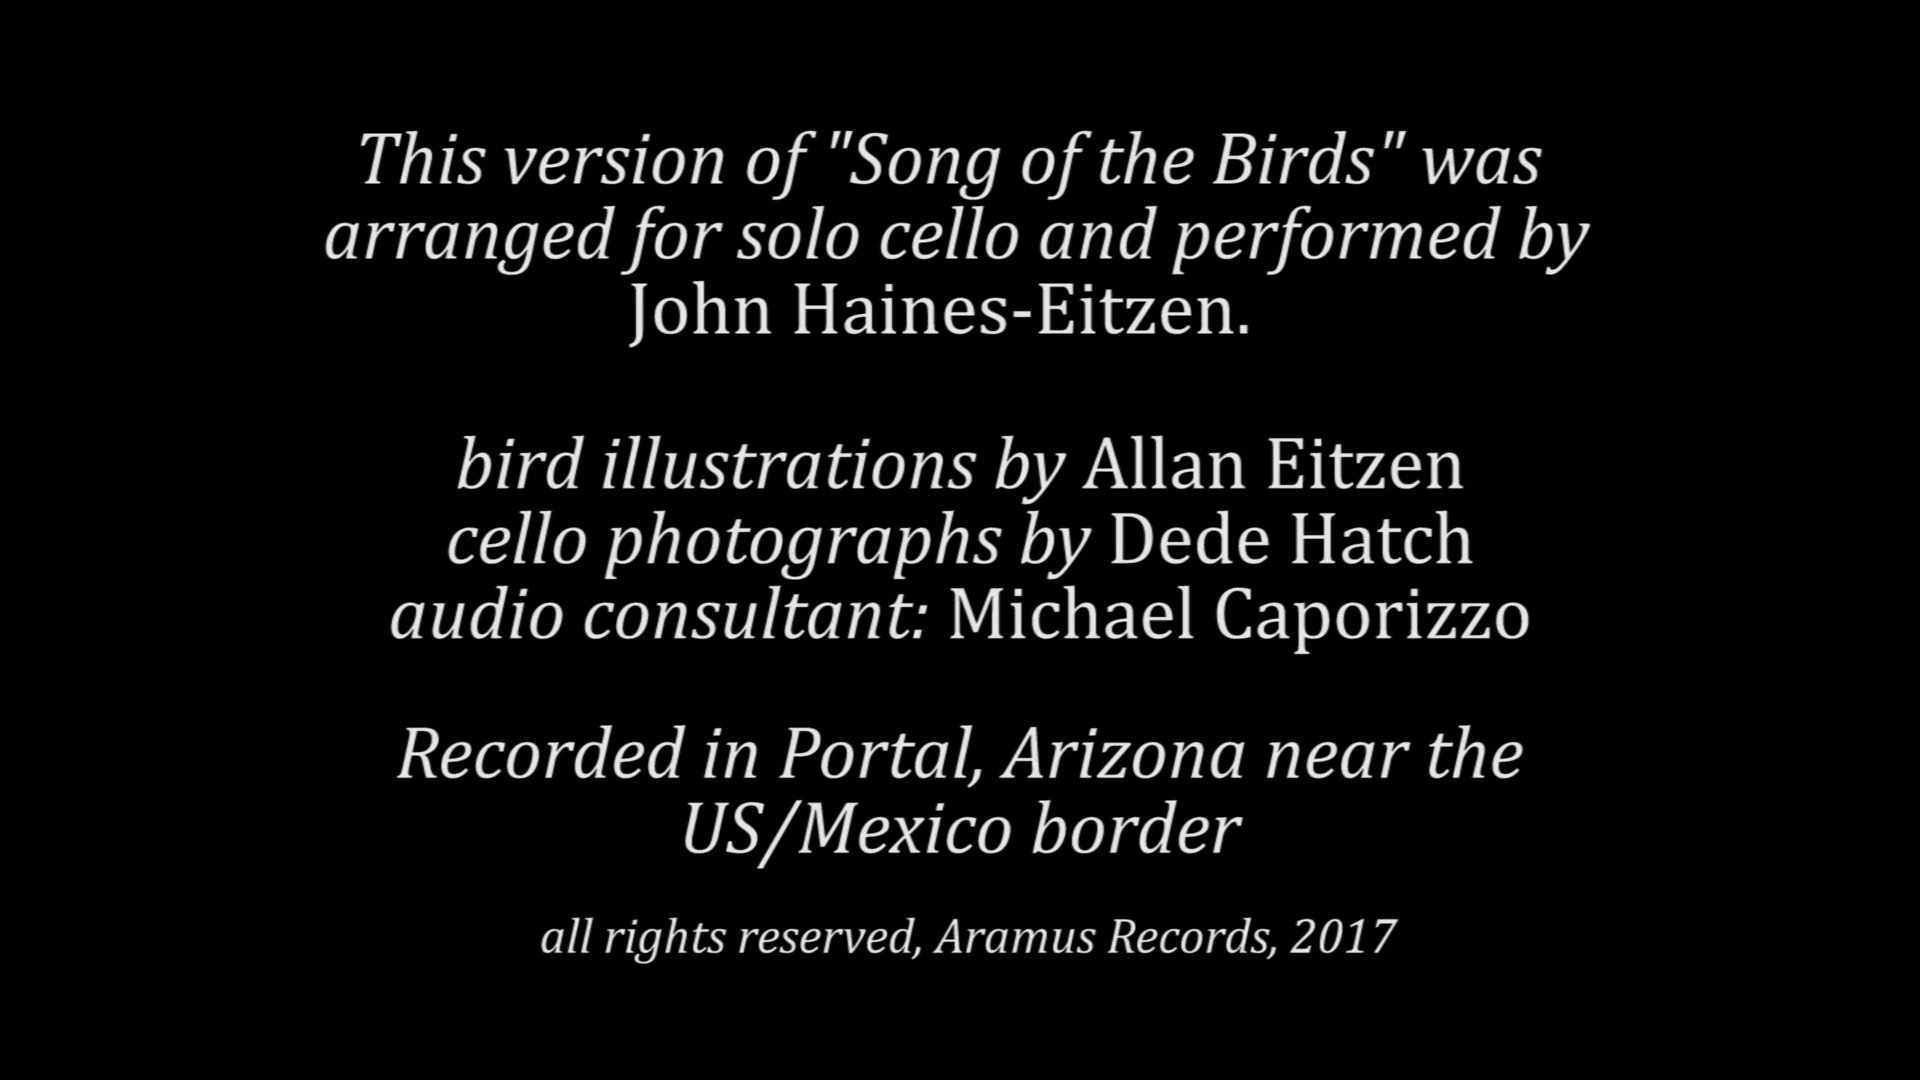 This version of "Song of the Birds" was
arranged for solo cello and performed by
John Haines-Eitzen.
bird illustrations by Allan Eitzen
cello photographs by Dede Hatch
audio consultant: Michael Caporizzo
Recorded in Portal, Arizona near the
US/Mexico border
all rights reserved, Aramus Records, 2017